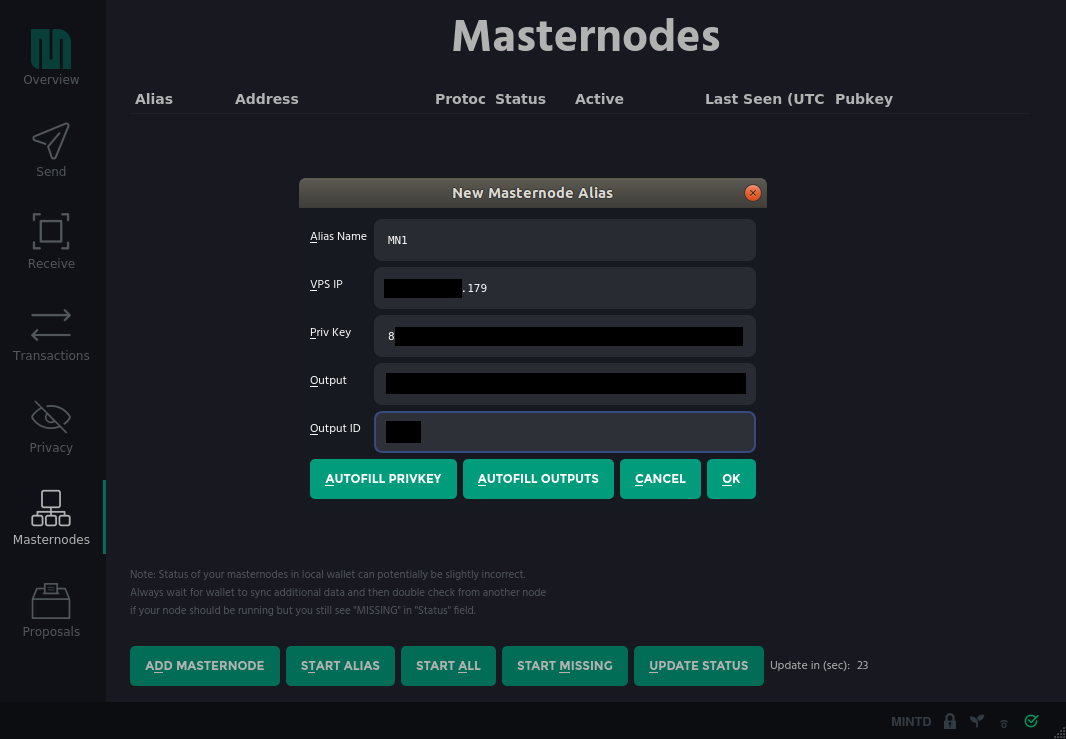 Masternodes
Overview
Alias Address Protoc Status Active Last Seen (UTC Pubkey
Send
New Masternode Alias
Alias Name MN1
Receive
VPS IP .179
Priv Key 8
Transactions
Output
Output ID
Privacy
AUTOFILL PRIVKEY AUTOFILL OUTPUTS CANCEL OK
Masternodes
Note: Status of your masternodes in local wallet can potentially be slightly incorrect.
Always wait for wallet to sync additional data and then double check from another node
if your node should be running but you still see "MISSING" in "Status" field.
Proposals
ADD MASTERNODE START ALIAS START ALL START MISSING UPDATE STATUS Update in (sec): 23
MINTD